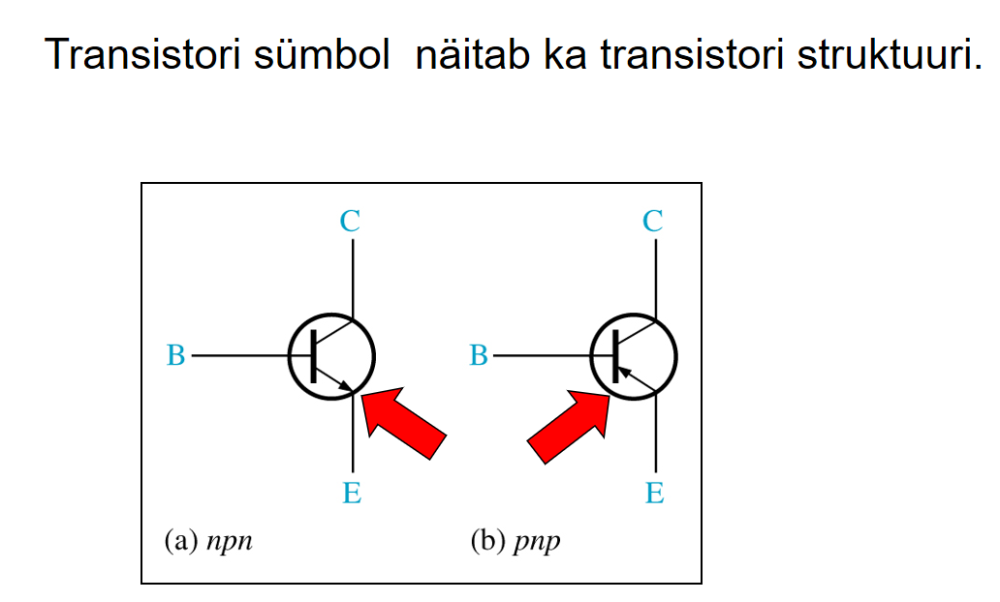 Transistori sümbol  näitab ka transistori struktuuri.
C C
B B
E E
(a) npn (b) pnp